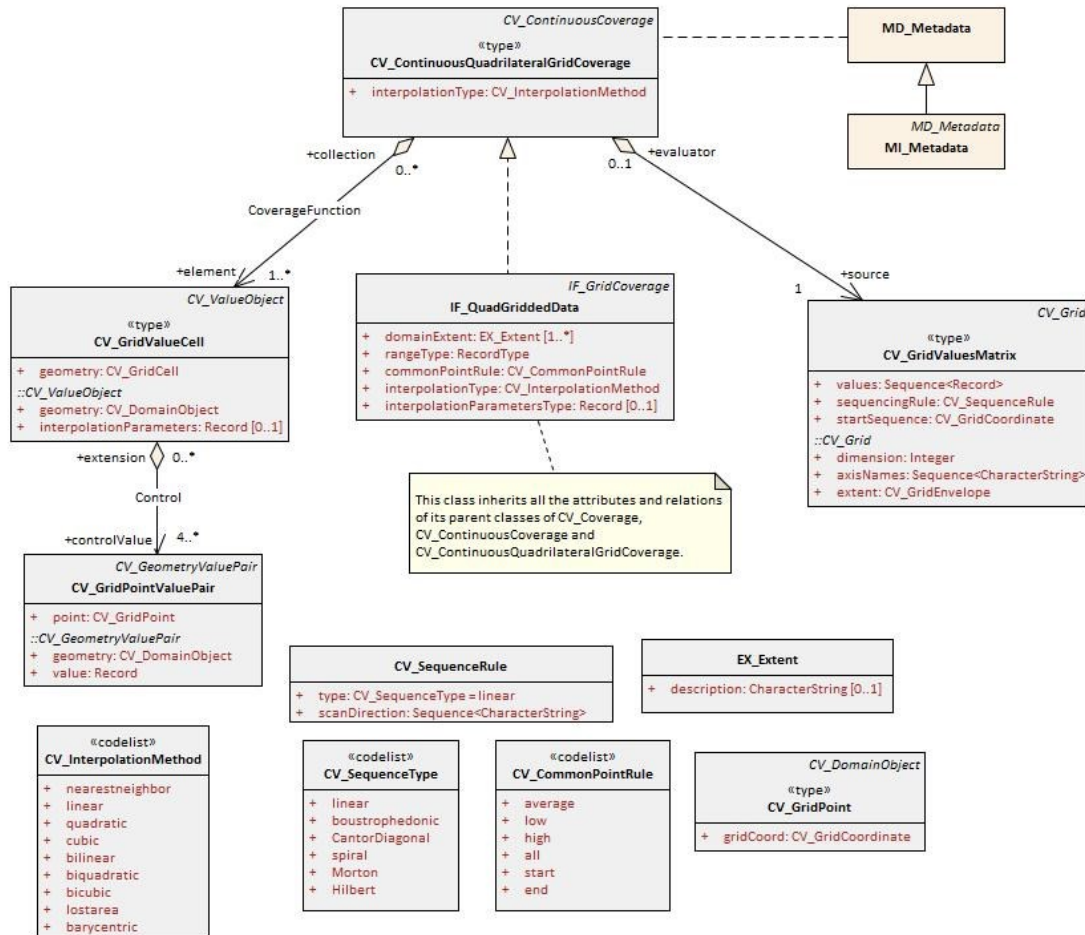 CV_ContinuousCoverage
«type»
CV_ContinuousQuadrilateralGridCoverage
+ interpolationType: CV_InterpolationMethod
MD_Metadata
MD_Metadata
MI_Metadata
+collection
0..*
+evaluator
0..1
CoverageFunction
+element
1..*
+source
1
CV_ValueObject
«type»
CV_GridValueCell
+ geometry: CV_GridCell
::CV_ValueObject
+ geometry: CV_DomainObject
+ interpolationParameters: Record [0..1]
IF_GridCoverage
IF_QuadGriddedData
+ domainExtent: EX_Extent [1..*]
+ rangeType: RecordType
+ commonPointRule: CV_CommonPointRule
+ interpolationType: CV_InterpolationMethod
+ interpolationParametersType: Record [0..1]
CV_Grid
«type»
CV_GridValuesMatrix
+ values: Sequence<Record>
+ sequencingRule: CV_SequenceRule
+ startSequence: CV_GridCoordinate
::CV_Grid
+ dimension: Integer
+ axisNames: Sequence<CharacterString>
+ extent: CV_GridEnvelope
+extension
0..*
Control
+controlValue
4..*
This class inherits all the attributes and relations
of its parent classes of CV_Coverage,
CV_ContinuousCoverage and
CV_ContinuousQuadrilateralGridCoverage.
CV_GeometryValuePair
CV_GridPointValuePair
+ point: CV_GridPoint
::CV_GeometryValuePair
+ geometry: CV_DomainObject
+ value: Record
CV_SequenceRule
+ type: CV_SequenceType = linear
+ scanDirection: Sequence<CharacterString>
EX_Extent
+ description: CharacterString [0..1]
«codelist»
CV_InterpolationMethod
+ nearestneighbor
+ linear
+ quadratic
+ cubic
+ bilinear
+ biquadratic
+ bicubic
+ lostarea
+ barycentric
«codelist»
CV_SequenceType
+ linear
+ boustrophedonic
+ CantorDiagonal
+ spiral
+ Morton
+ Hilbert
«codelist»
CV_CommonPointRule
+ average
+ low
+ high
+ all
+ start
+ end
CV_DomainObject
«type»
CV_GridPoint
+ gridCoord: CV_GridCoordinate